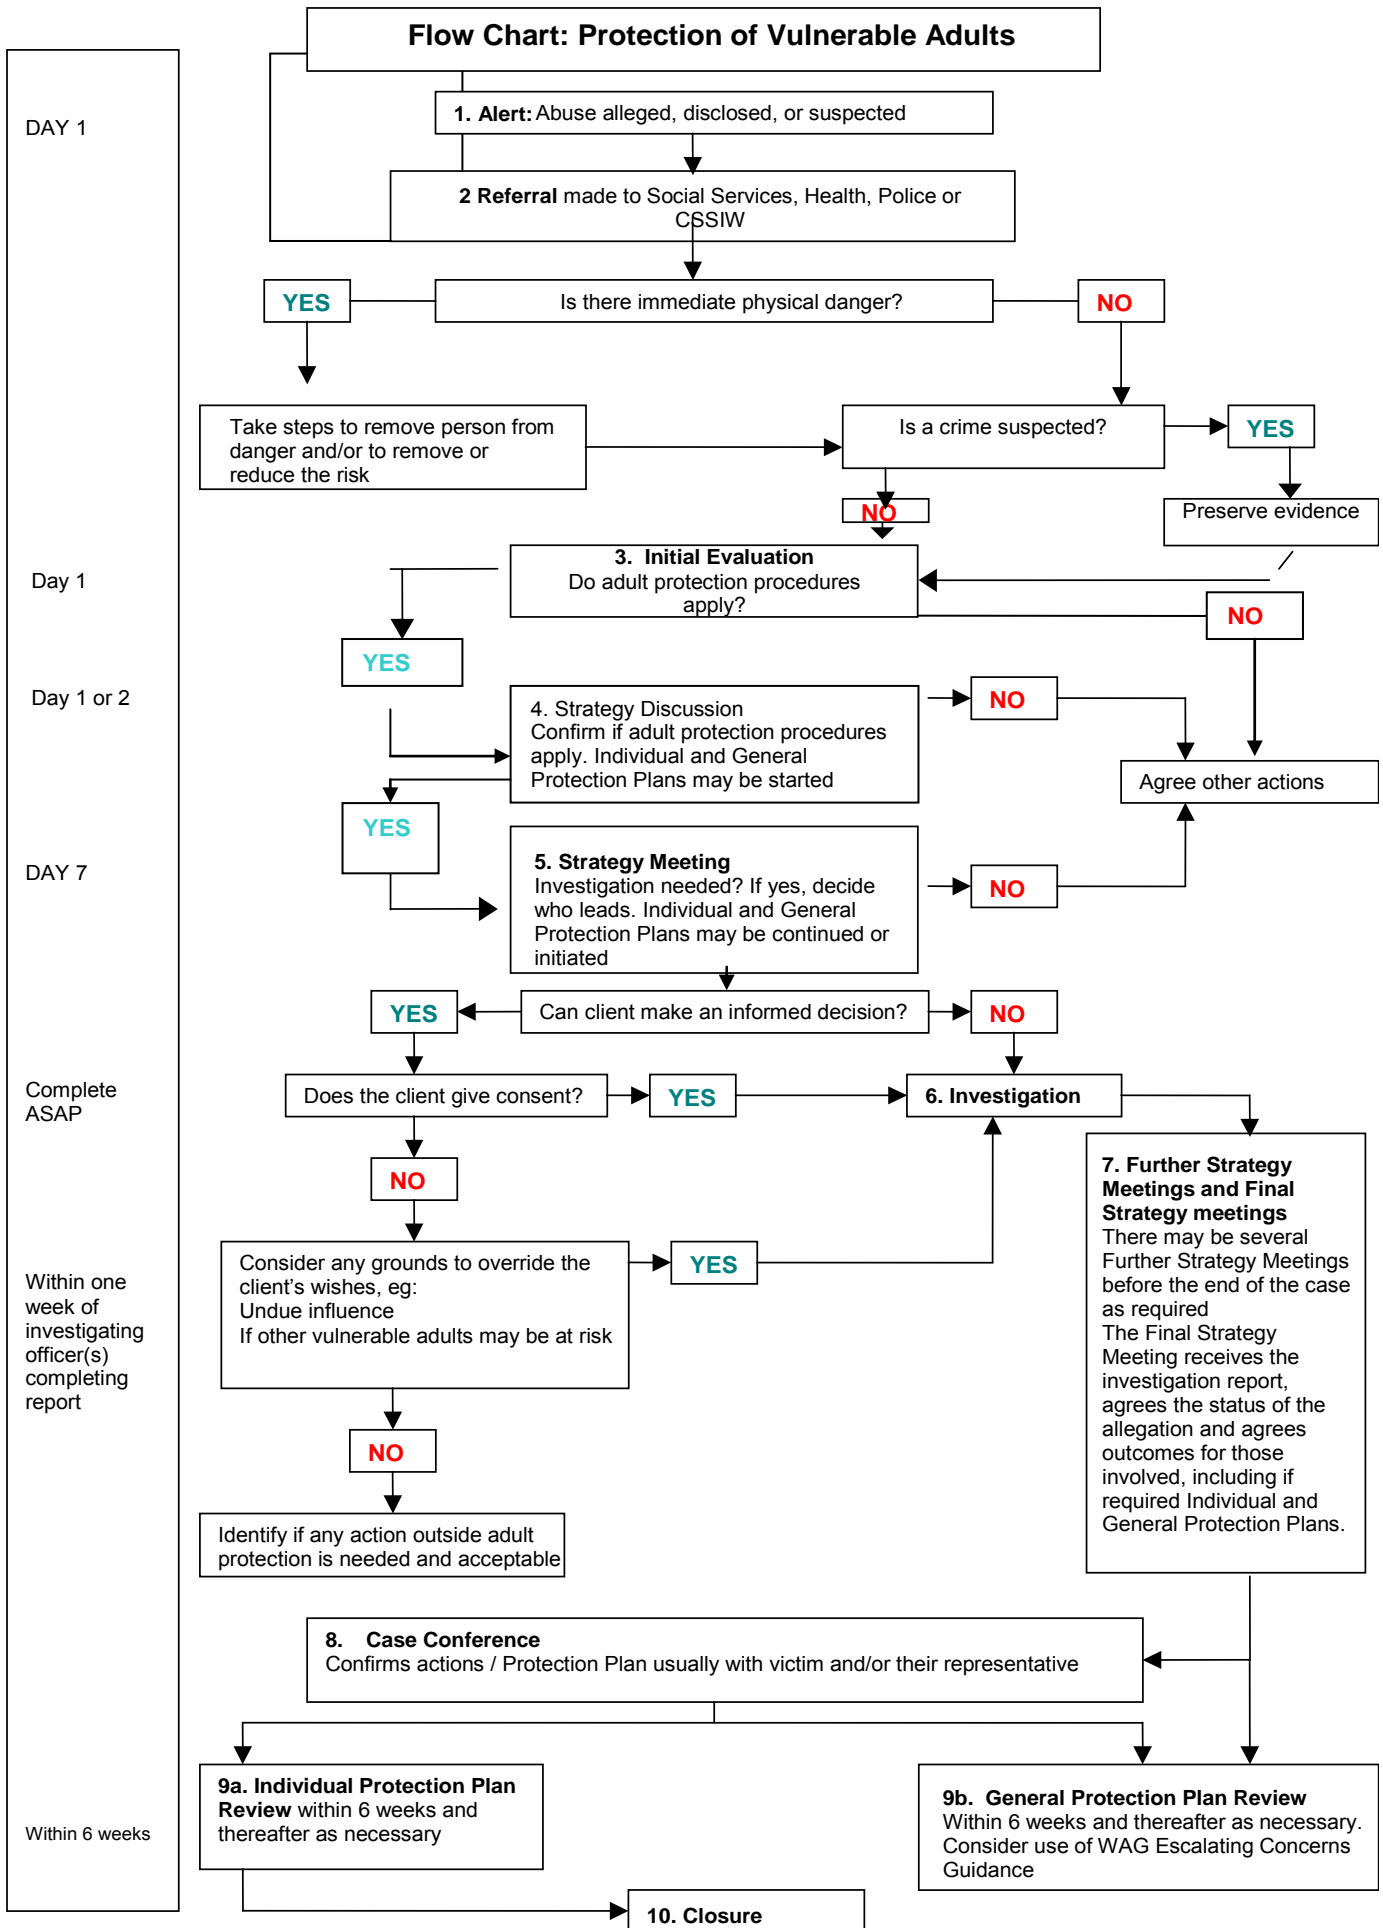 Flow Chart: Protection of Vulnerable Adults
DAY 1
1. Alert: Abuse alleged, disclosed, or suspected
2 Referral made to Social Services, Health, Police or
CSSIW
YES
Is there immediate physical danger?
NO
Take steps to remove person from
danger and/or to remove or
reduce the risk
Is a crime suspected?
YES
NO
Preserve evidence
Day 1
3. Initial Evaluation
Do adult protection procedures
apply?
NO
YES
Day 1 or 2
4. Strategy Discussion
Confirm if adult protection procedures
apply. Individual and General
Protection Plans may be started
NO
Agree other actions
YES
DAY 7
5. Strategy Meeting
Investigation needed? If yes, decide
who leads. Individual and General
Protection Plans may be continued or
initiated
NO
YES
Can client make an informed decision?
NO
Complete
ASAP
Does the client give consent?
YES
6. Investigation
NO
7. Further Strategy
Meetings and Final
Strategy meetings
There may be several
Further Strategy Meetings
before the end of the case
as required
The Final Strategy
Meeting receives the
investigation report,
agrees the status of the
allegation and agrees
outcomes for those
involved, including if
required Individual and
General Protection Plans.
Within one
week of
investigating
officer(s)
completing
report
Consider any grounds to override the
client's wishes, eg:
Undue influence
If other vulnerable adults may be at risk
YES
NO
Identify if any action outside adult
protection is needed and acceptable
8. Case Conference
Confirms actions / Protection Plan usually with victim and/or their representative
Within 6 weeks
9a. Individual Protection Plan
Review within 6 weeks and
thereafter as necessary
9b. General Protection Plan Review
Within 6 weeks and thereafter as necessary.
Consider use of WAG Escalating Concerns
Guidance
10. Closure